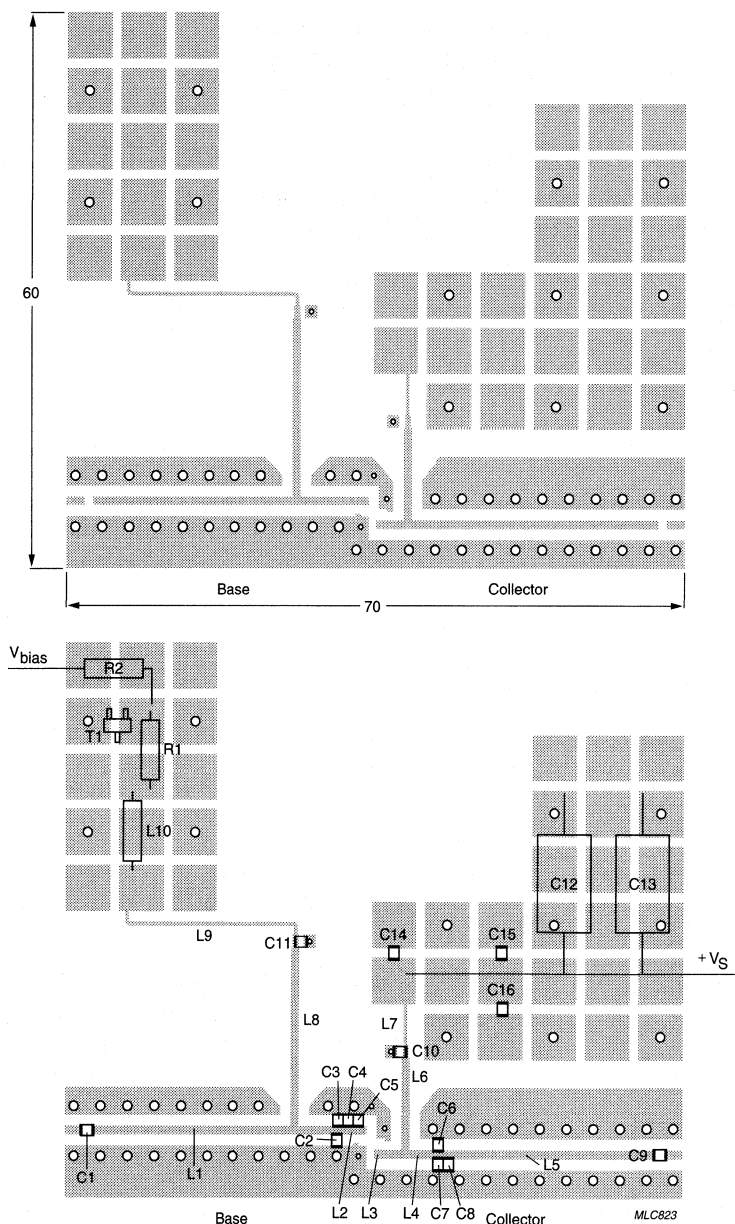 60
Base
Collector
70
Vbias
R2
T1
R1
L10
L9
C11
L8
C12
C13
C14
C15
+VS
C16
L7
C10
L6
C3
C4
C5
C6
C2
C1
L1
L2
L3
L4
C7
C8
L5
C9
Base
Collector
MLC823